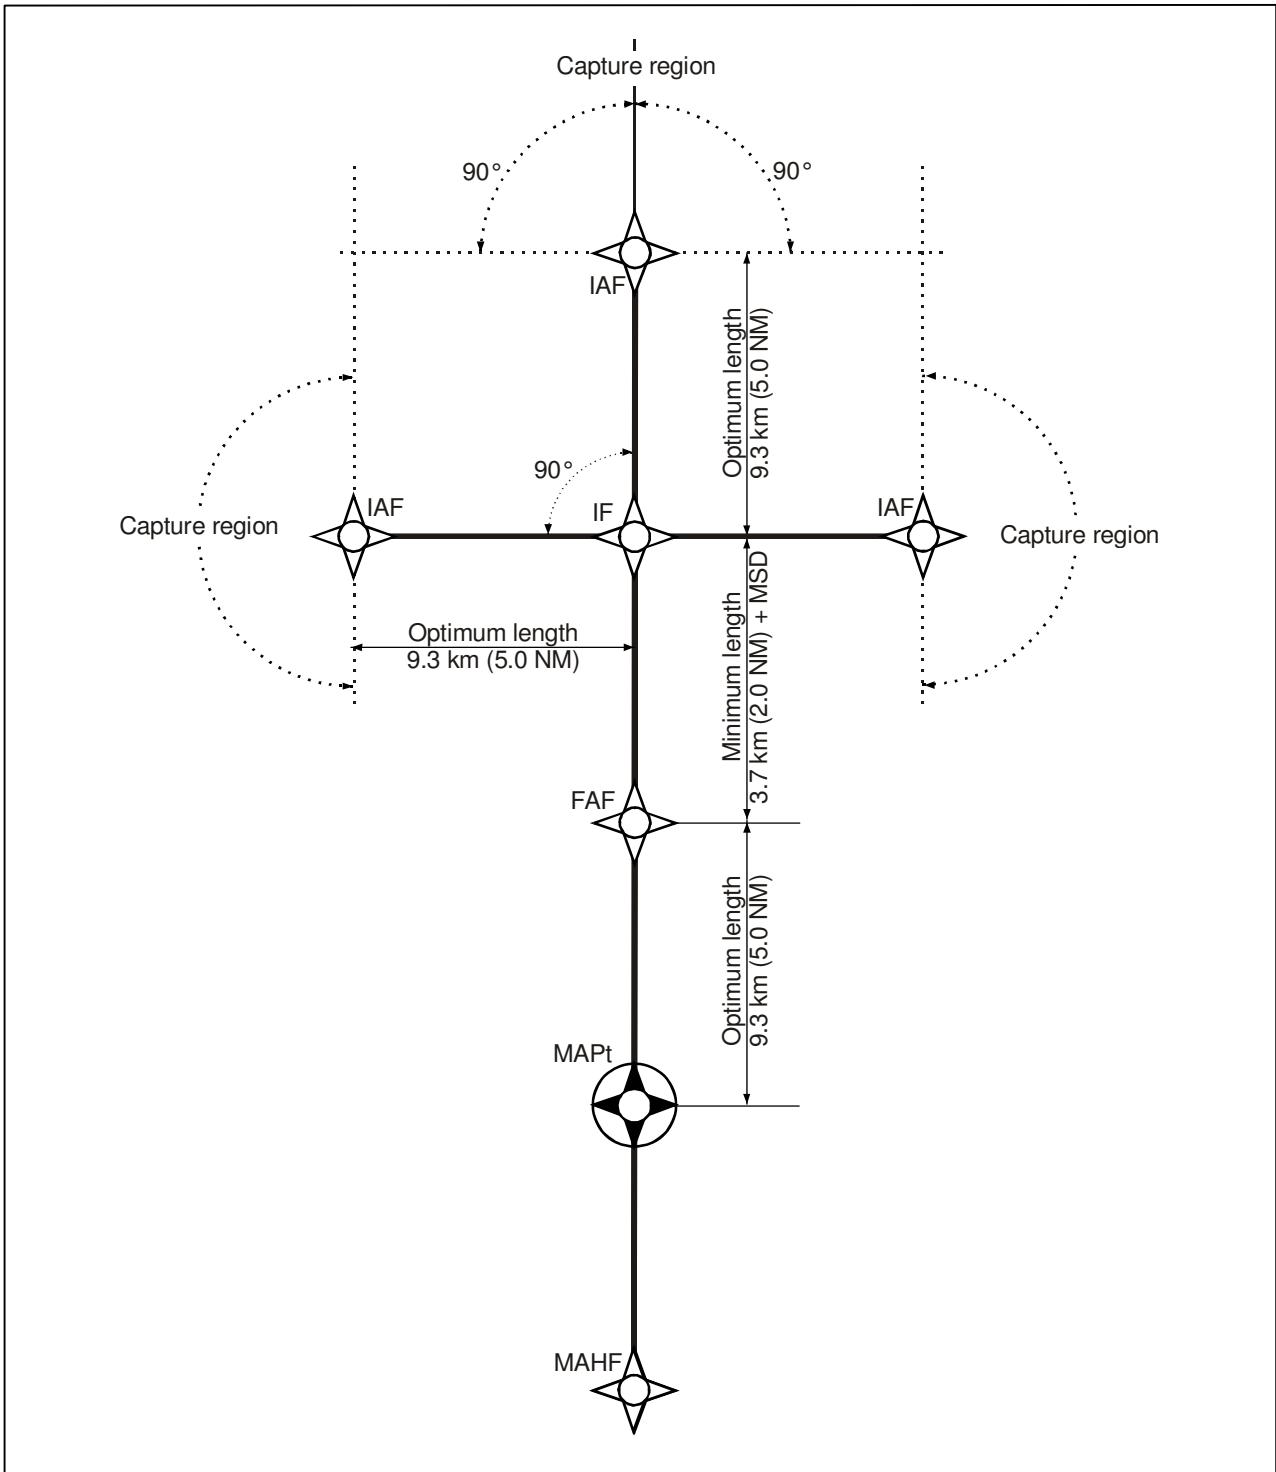 Capture region
90°
90°
IAF
Optimum length
9.3 km (5.0 NM)
90°
IAF
IF
IAF
Capture region
Capture region
Optimum length
9.3 km (5.0 NM)
Minimum length
3.7 km (2.0 NM) + MSD
FAF
Optimum length
9.3 km (5.0 NM)
MAPt
MAHF